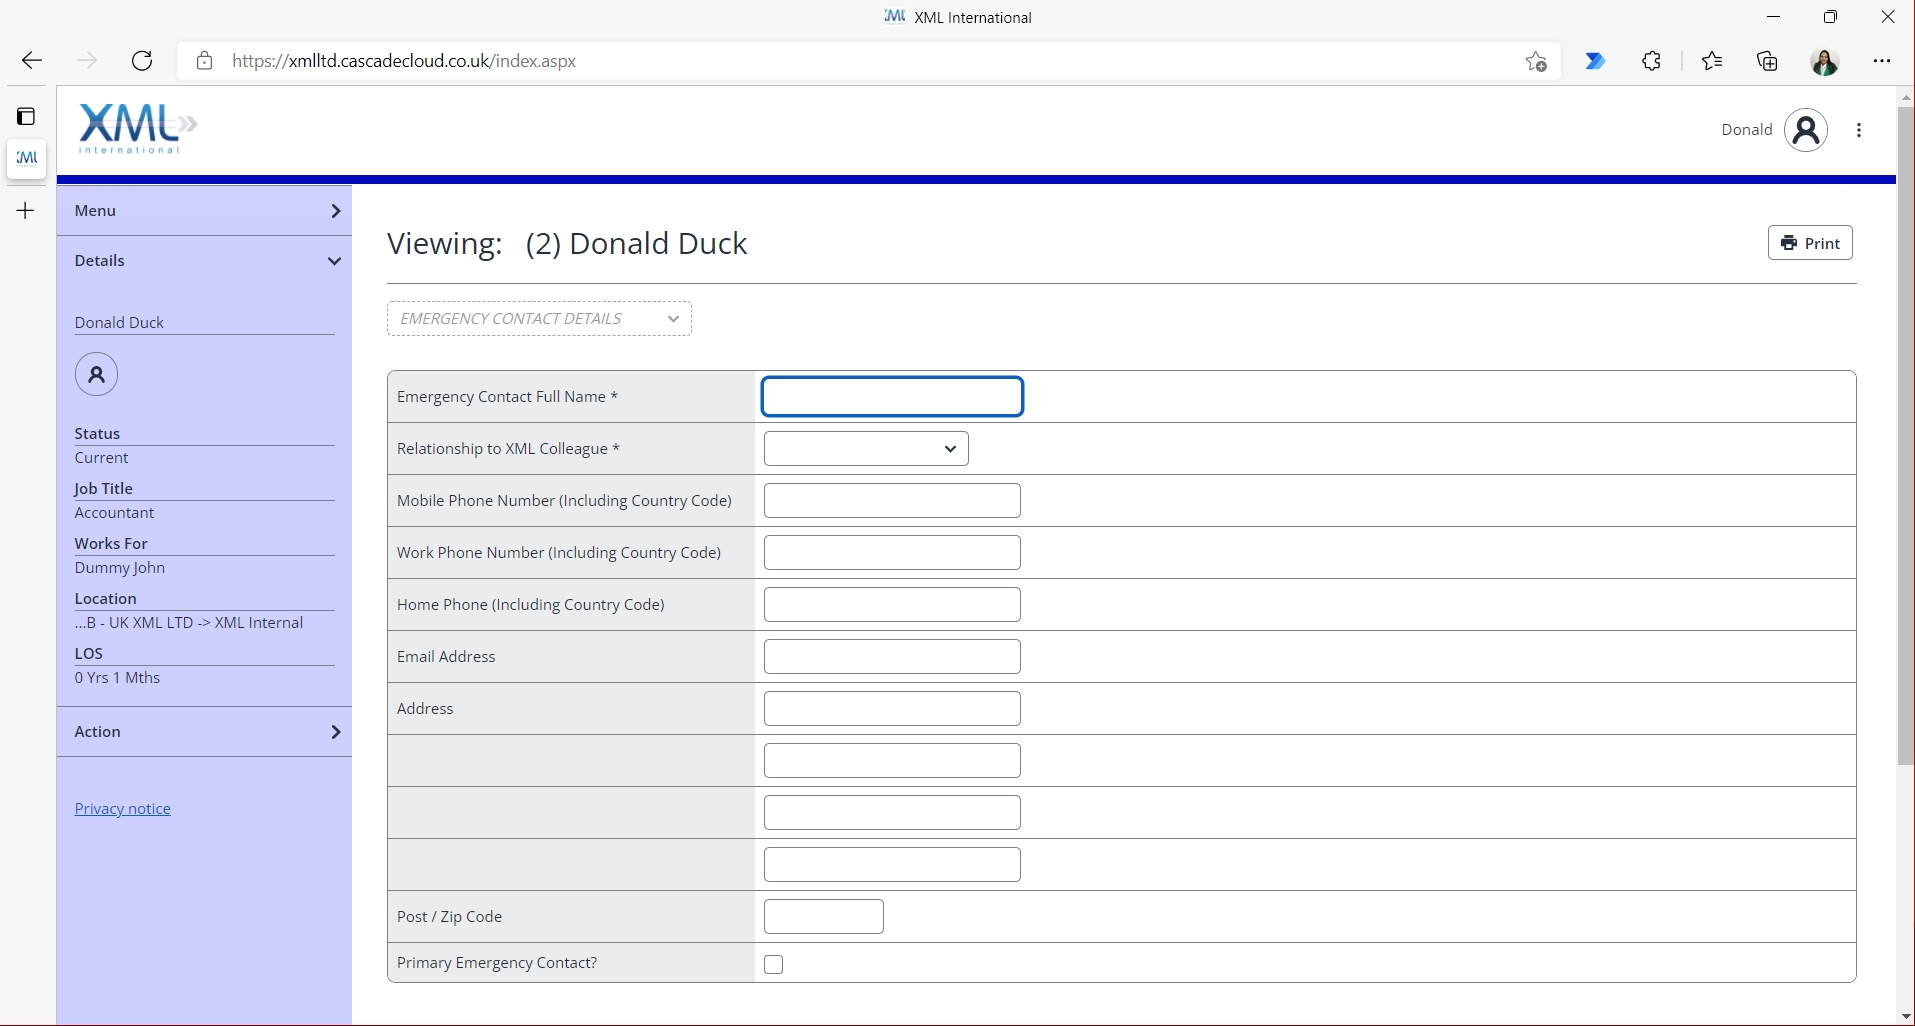 XML International
https://xmlltd.cascadecloud.co.uk/index.aspx
XML
international
Donald
Menu
Details
Donald Duck
Status
Current
Job Title
Accountant
Works For
Dummy John
Location
...B - UK XML LTD -> XML Internal
LOS
0 Yrs 1 Mths
Action
Privacy notice
Viewing: (2) Donald Duck
Print
EMERGENCY CONTACT DETAILS
Emergency Contact Full Name *
Relationship to XML Colleague *
Mobile Phone Number (Including Country Code)
Work Phone Number (Including Country Code)
Home Phone (Including Country Code)
Email Address
Address
Post / Zip Code
Primary Emergency Contact?